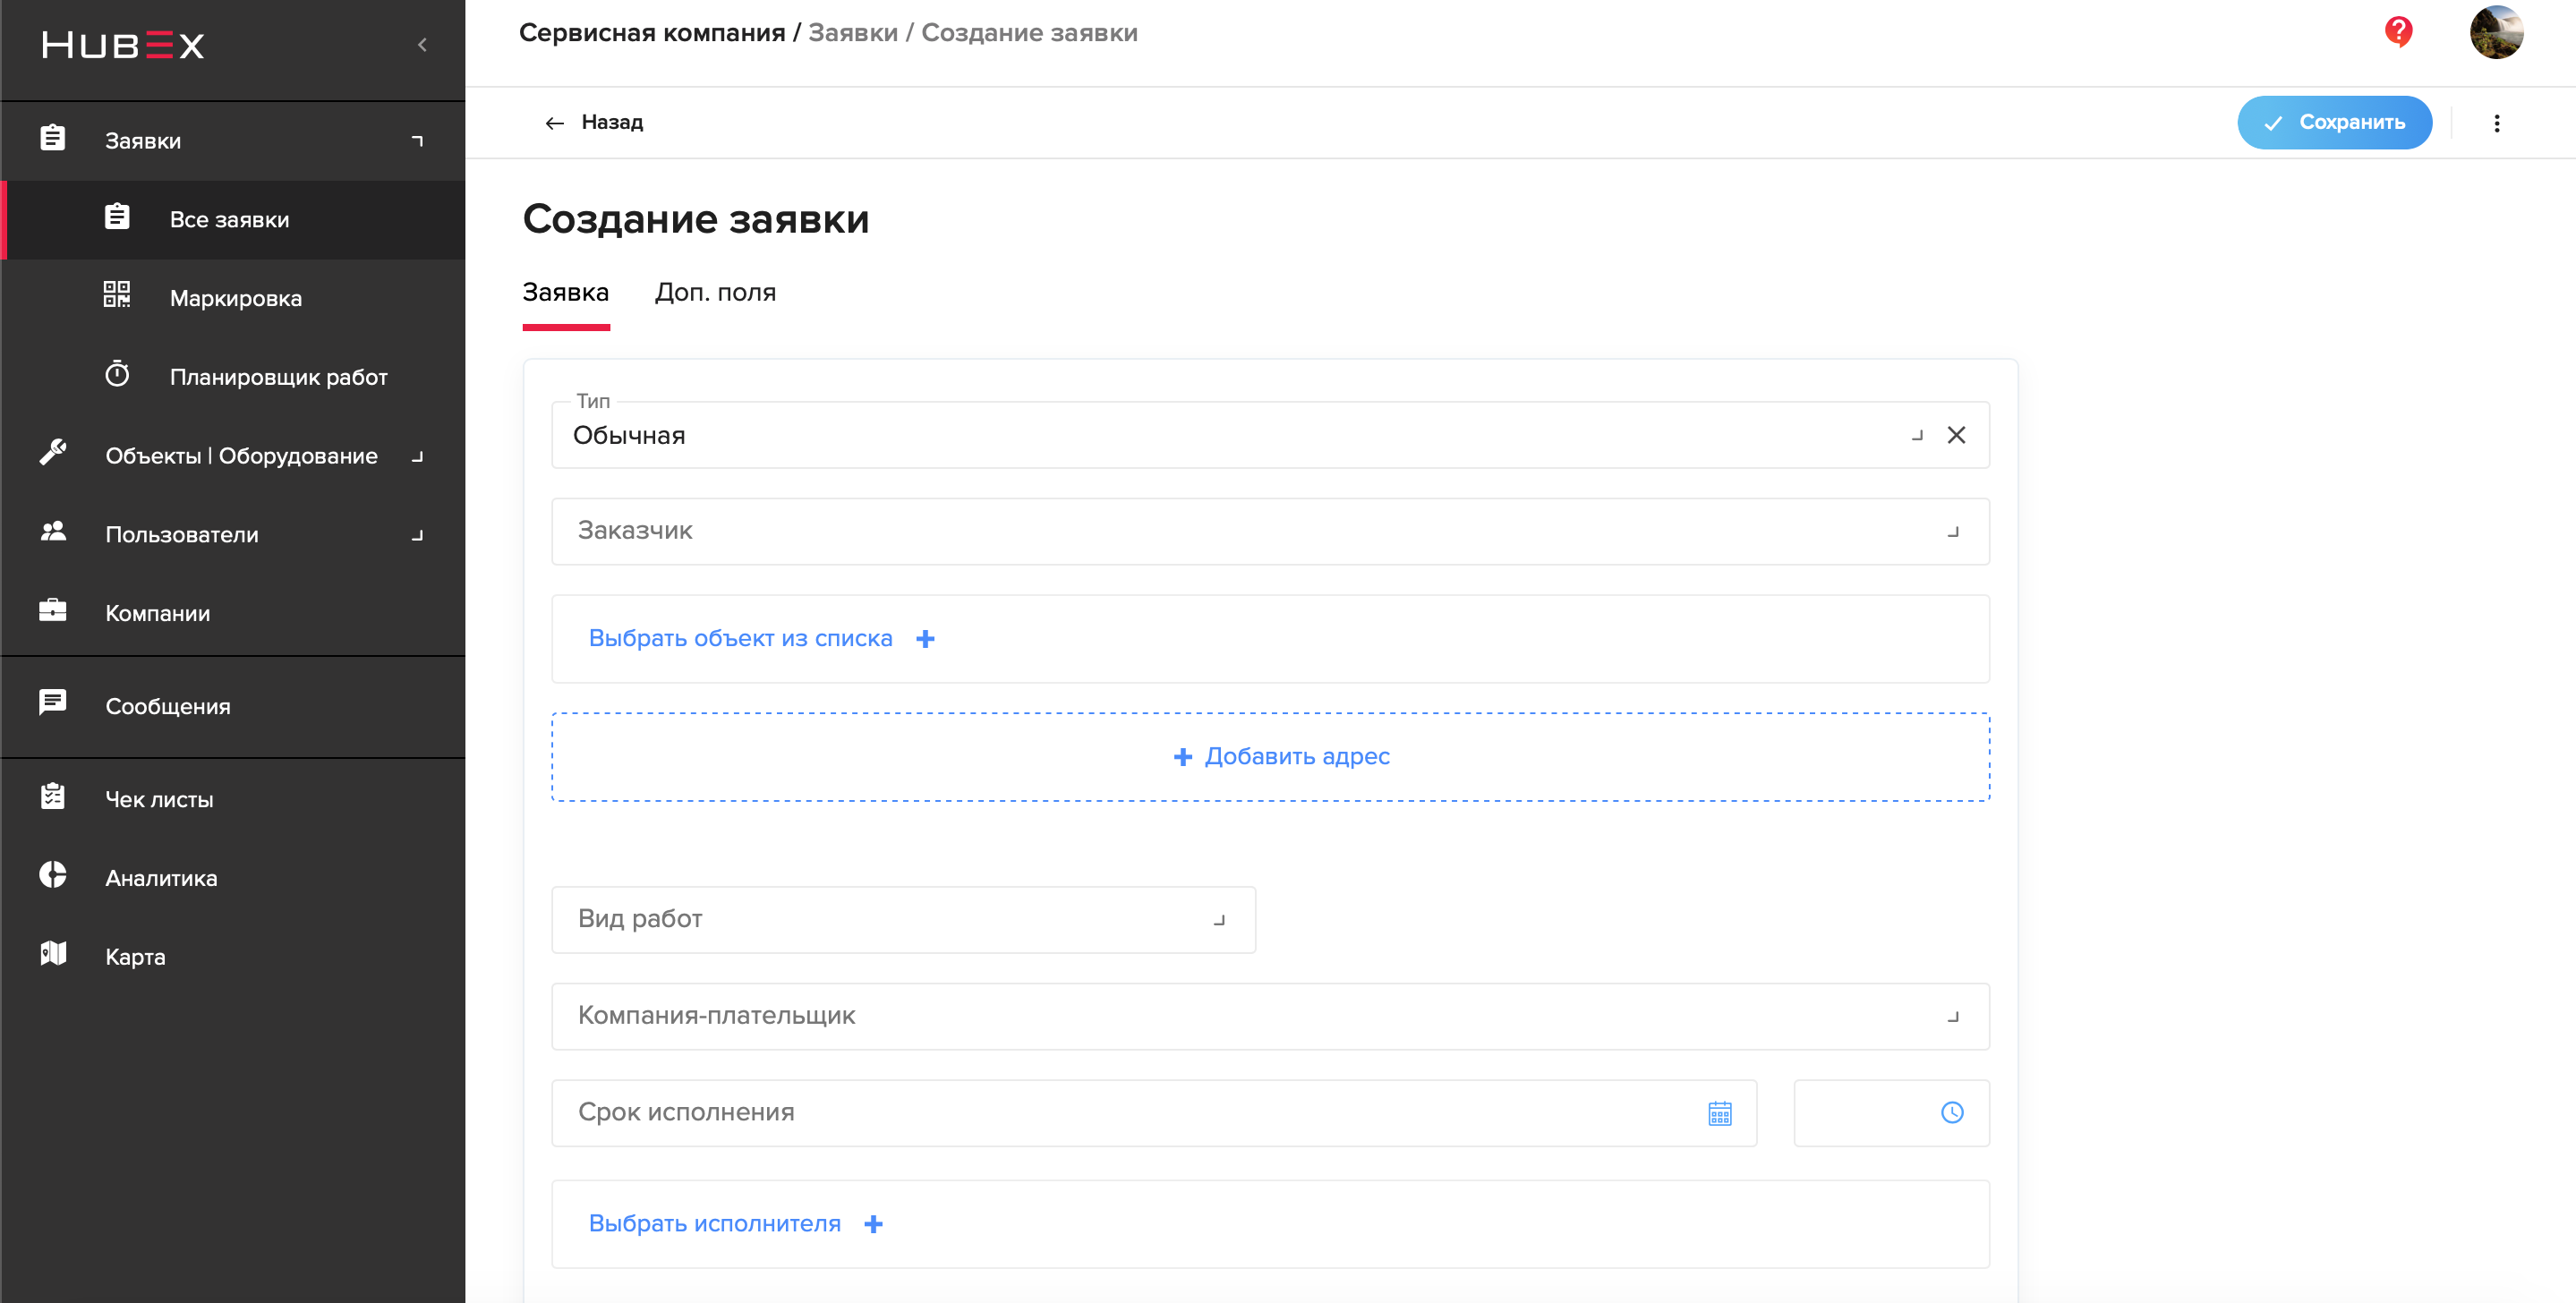 HUBEX
Заявки
Все заявки
Маркировка
Планировщик работ
Объекты | Оборудование
Пользователи
Компании
Сообщения
Чек листы
Аналитика
Карта
Сервисная компания / Заявки / Создание заявки
?
Назад
Сохранить
Создание заявки
Заявка
Доп. поля
Тип
Обычная
Заказчик
Выбрать объект из списка +
+ Добавить адрес
Вид работ
Компания-плательщик
Срок исполнения
Выбрать исполнителя +